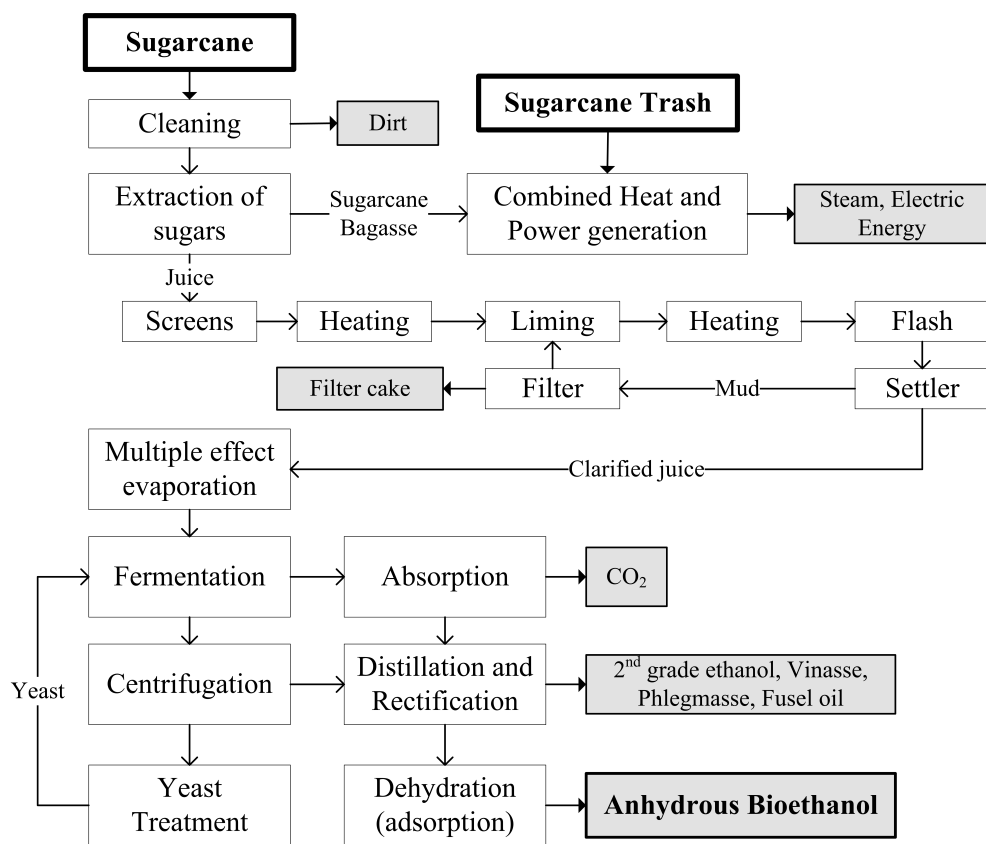 Sugarcane
Sugarcane Trash
Cleaning
Dirt
Extraction of
sugars
Sugarcane
Bagasse
Combined Heat and
Power generation
Steam, Electric
Energy
Juice
Screens
Heating
Liming
Heating
Flash
Filter cake
Filter
Mud
Settler
Multiple effect
evaporation
Clarified juice
Fermentation
Absorption
CO₂
Yeast
Centrifugation
Distillation and
Rectification
2ⁿᵈ grade ethanol, Vinasse,
Phlegmasse, Fusel oil
Yeast
Treatment
Dehydration
(adsorption)
Anhydrous Bioethanol